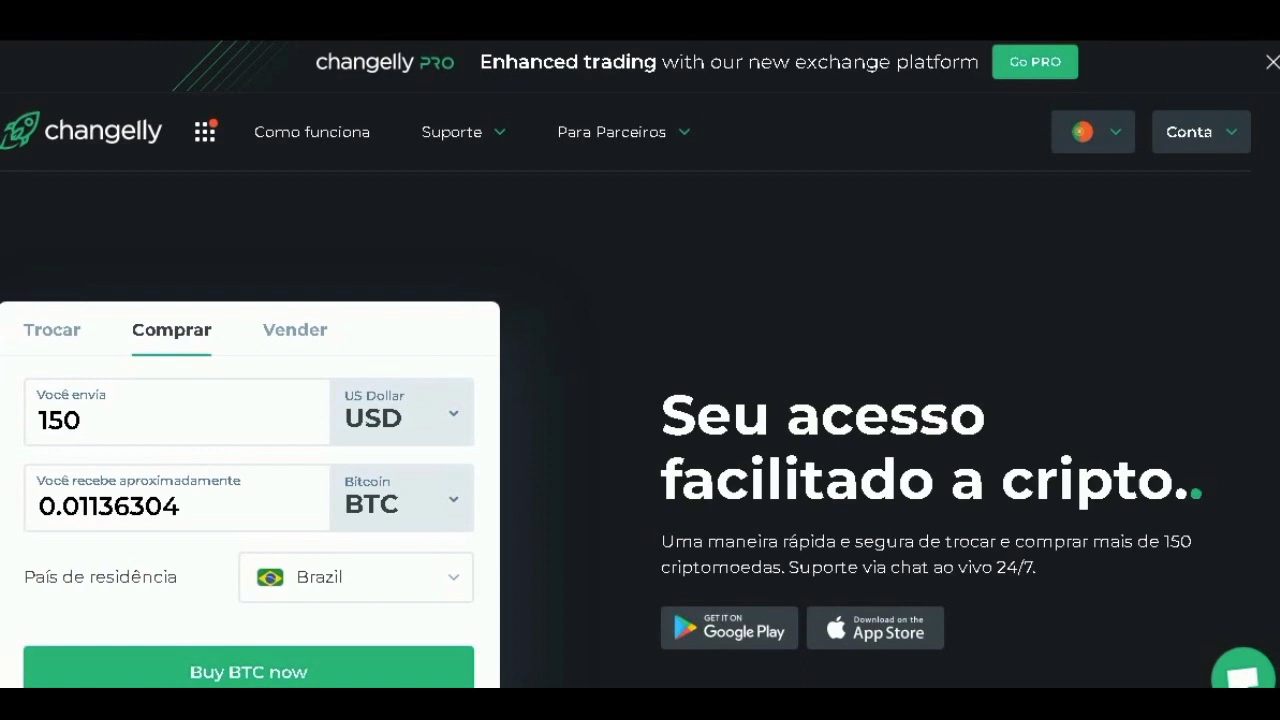 changelly PRO Enhanced trading with our new exchange platform Go PRO
changelly Como funciona Suporte Para Parceiros Conta
Trocar Comprar Vender
Você envia
150
US Dollar
USD
Você recebe aproximadamente
0.01136304
Bitcoin
BTC
País de residência Brazil
Buy BTC now
Seu acesso
facilitado a cripto..
Uma maneira rápida e segura de trocar e comprar mais de 150
criptomoedas. Suporte via chat ao vivo 24/7.
GET IT ON
Google Play
Download on the
App Store